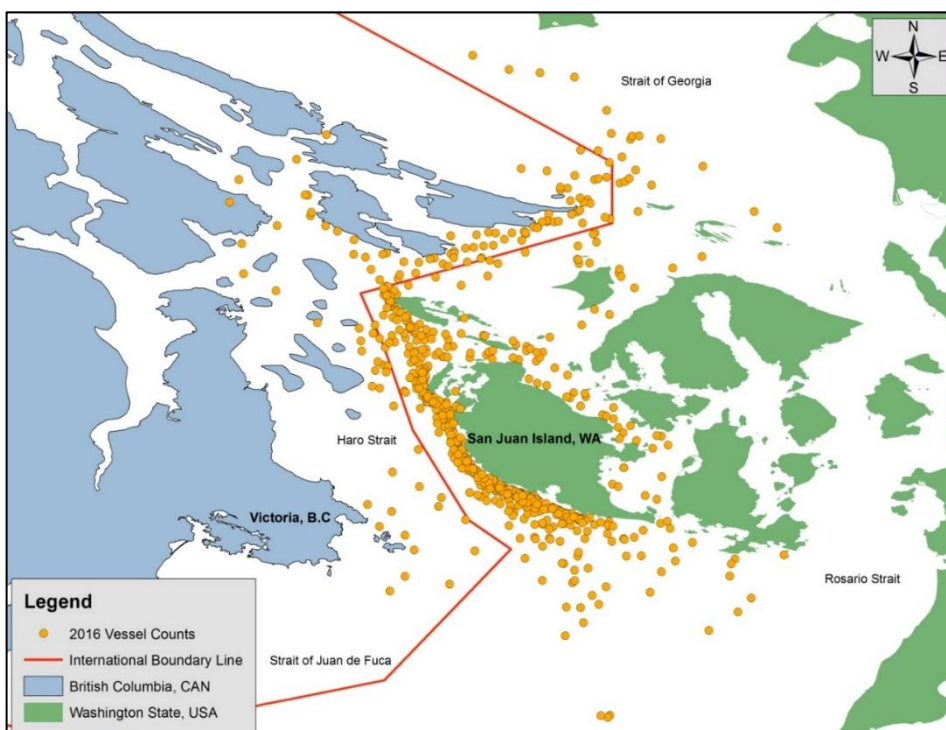 N
W E
S
Strait of Georgia
Haro Strait
San Juan Island, WA
Victoria, B.C
Rosario Strait
Strait of Juan de Fuca
Legend
2016 Vessel Counts
International Boundary Line
British Columbia, CAN
Washington State, USA